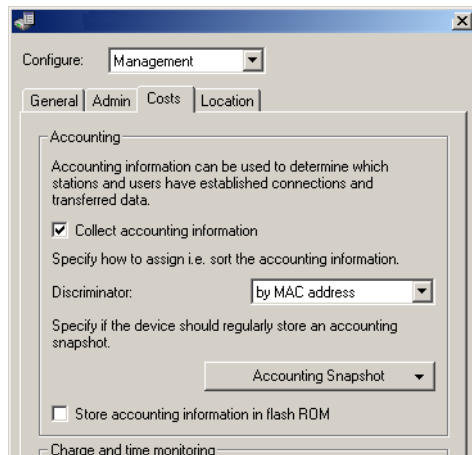 Configure: Management
General Admin Costs Location
Accounting
Accounting information can be used to determine which
stations and users have established connections and
transferred data.
Collect accounting information
Specify how to assign i.e. sort the accounting information.
Discriminator: by MAC address
Specify if the device should regularly store an accounting
snapshot.
Accounting Snapshot
Store accounting information in flash ROM
Charge and time monitoring